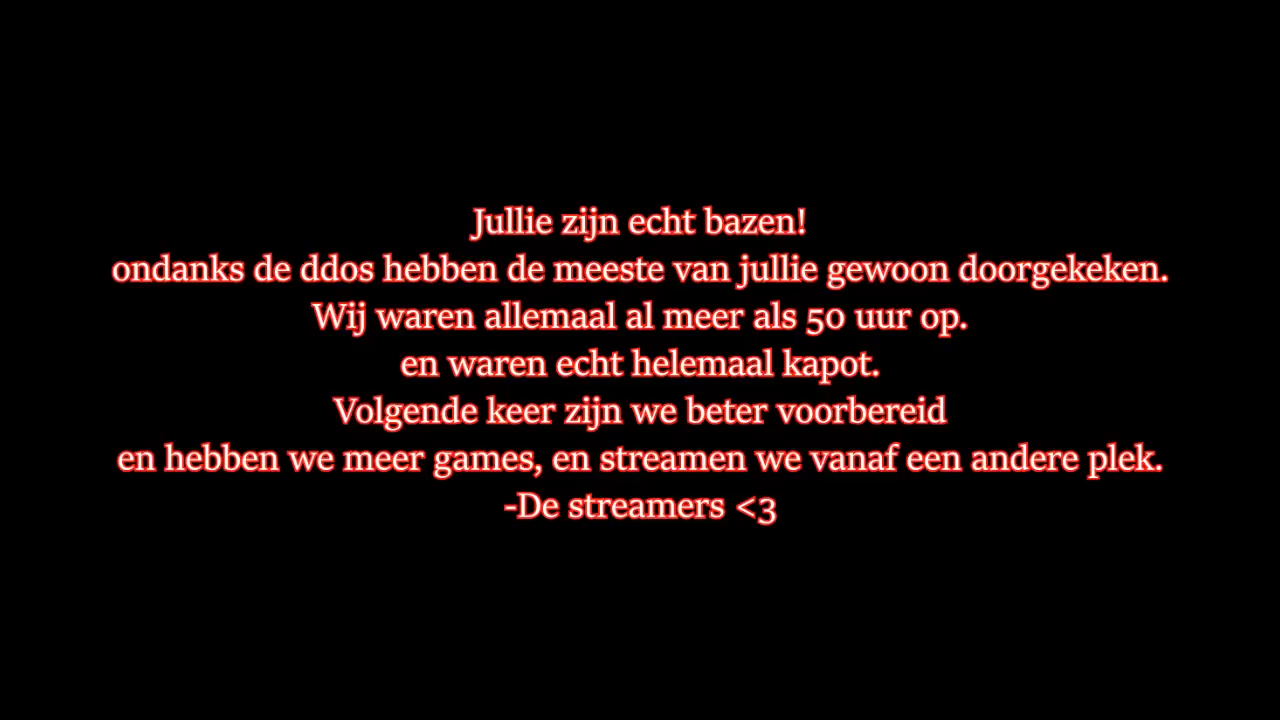 Jullie zijn echt bazen!
ondanks de ddos hebben de meeste van jullie gewoon doorgekeken.
Wij waren allemaal al meer als 50 uur op.
en waren echt helemaal kapot.
Volgende keer zijn we beter voorbereid
en hebben we meer games, en streamen we vanaf een andere plek.
-De streamers <3